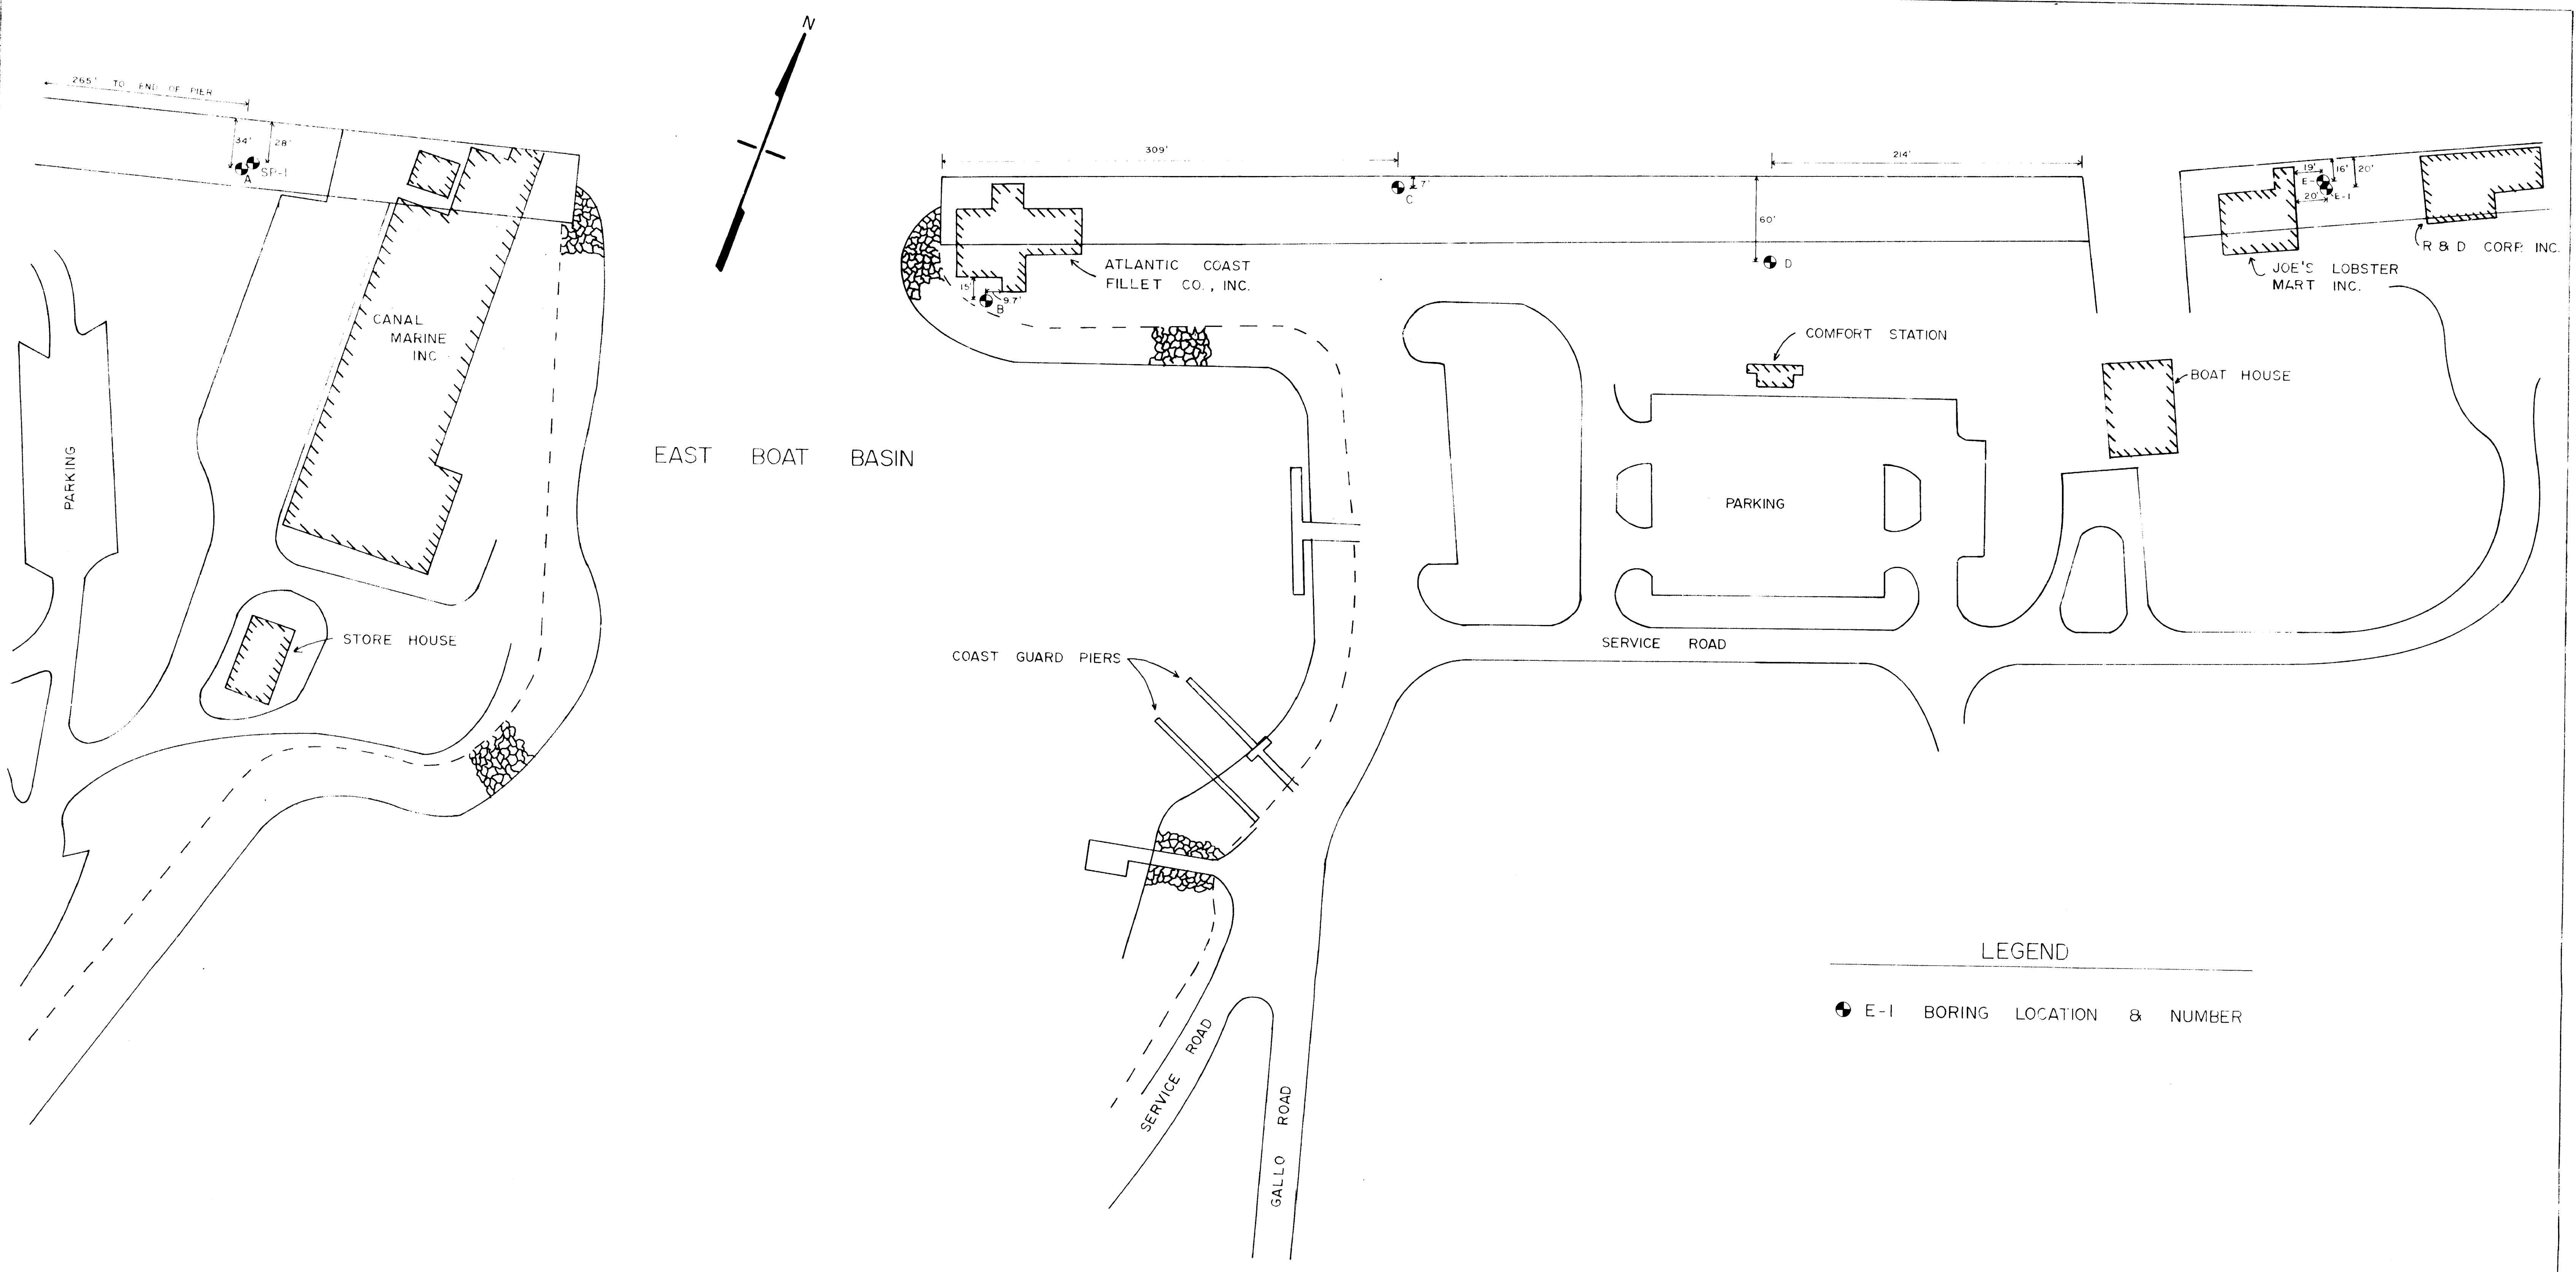 N
265' TO END OF PIER
34'
28'
A
SP-1
309'
7'
C
214'
60'
D
19'
16'
20'
E-
20'
E-1
R & D CORP. INC.
JOE'S LOBSTER
MART INC.
ATLANTIC COAST
FILLET CO., INC.
15'
9.7'
B
CANAL
MARINE
INC
COMFORT STATION
BOAT HOUSE
EAST BOAT BASIN
PARKING
PARKING
STORE HOUSE
SERVICE ROAD
COAST GUARD PIERS
LEGEND
E-1 BORING LOCATION & NUMBER
SERVICE ROAD
GALLO ROAD